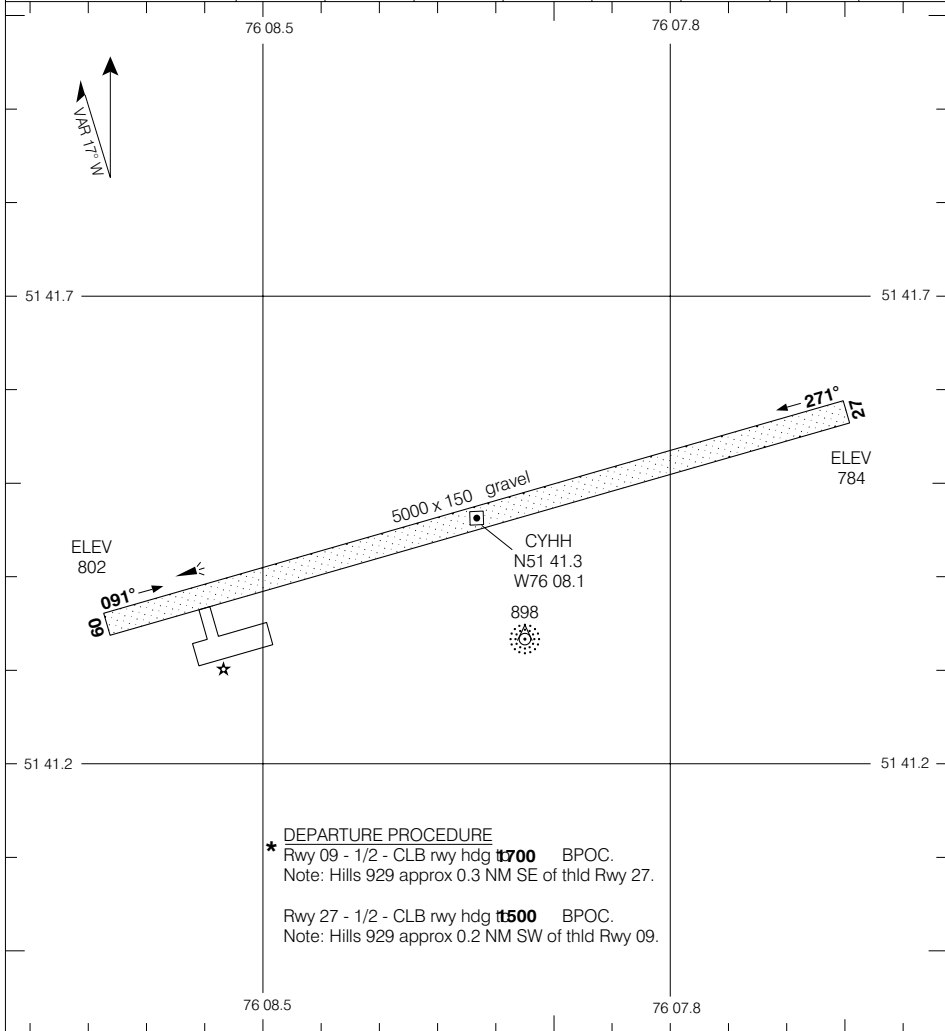 76 08.5
76 07.8
VAR 17° W
51 41.7
51 41.7
271°
27
ELEV
784
5000 x 150 gravel
CYHH
N51 41.3
W76 08.1
ELEV
802
091°
09
898
51 41.2
51 41.2
* DEPARTURE PROCEDURE
Rwy 09 - 1/2 - CLB rwy hdg to 1700 BPOC.
Note: Hills 929 approx 0.3 NM SE of thld Rwy 27.
Rwy 27 - 1/2 - CLB rwy hdg to 1500 BPOC.
Note: Hills 929 approx 0.2 NM SW of thld Rwy 09.
76 08.5
76 07.8